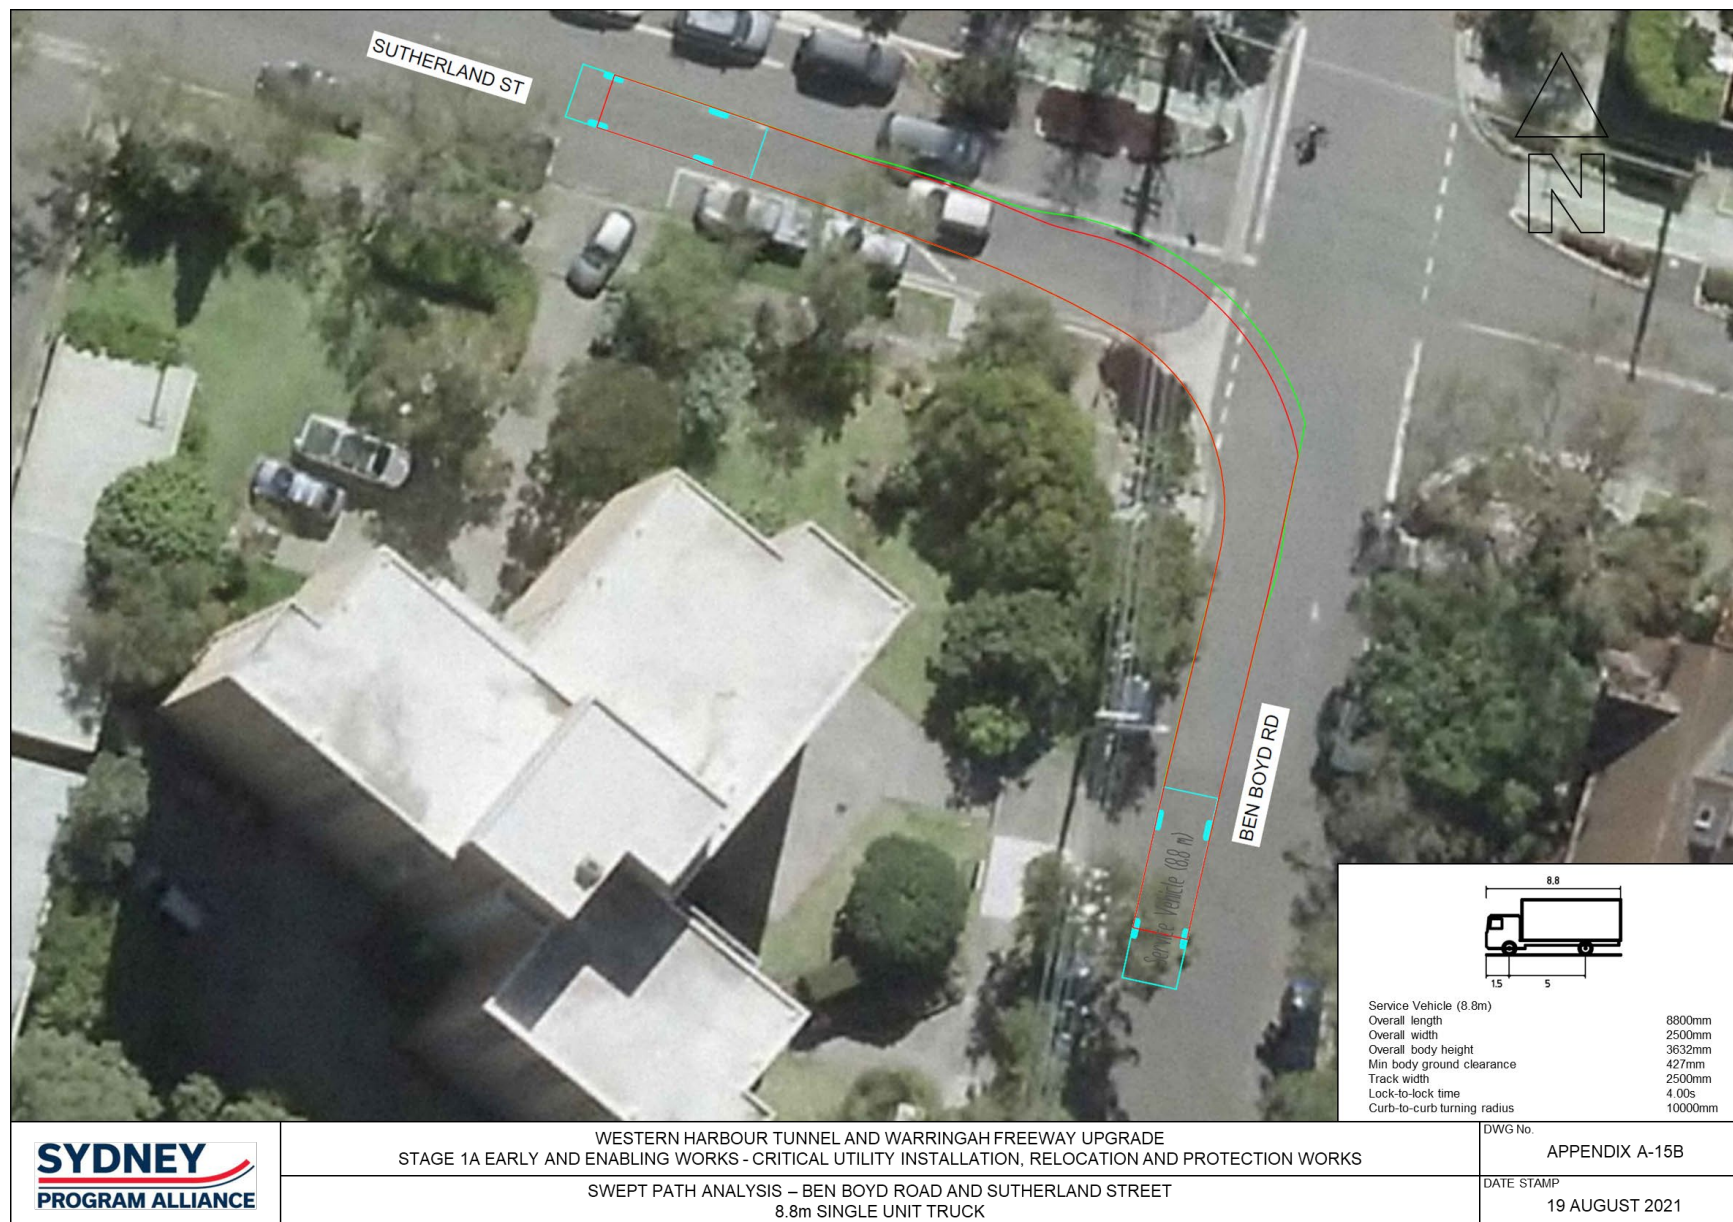 SUTHERLAND ST
N
BEN BOYD RD
Service Vehicle (8.8 m)
8.8
1.5 5
Service Vehicle (8.8m)
Overall length 8800mm
Overall width 2500mm
Overall body height 3632mm
Min body ground clearance 427mm
Track width 2500mm
Lock-to-lock time 4.00s
Curb-to-curb turning radius 10000mm
SYDNEY
PROGRAM ALLIANCE
WESTERN HARBOUR TUNNEL AND WARRINGAH FREEWAY UPGRADE
STAGE 1A EARLY AND ENABLING WORKS - CRITICAL UTILITY INSTALLATION, RELOCATION AND PROTECTION WORKS
SWEPT PATH ANALYSIS – BEN BOYD ROAD AND SUTHERLAND STREET
8.8m SINGLE UNIT TRUCK
DWG No.
APPENDIX A-15B
DATE STAMP
19 AUGUST 2021